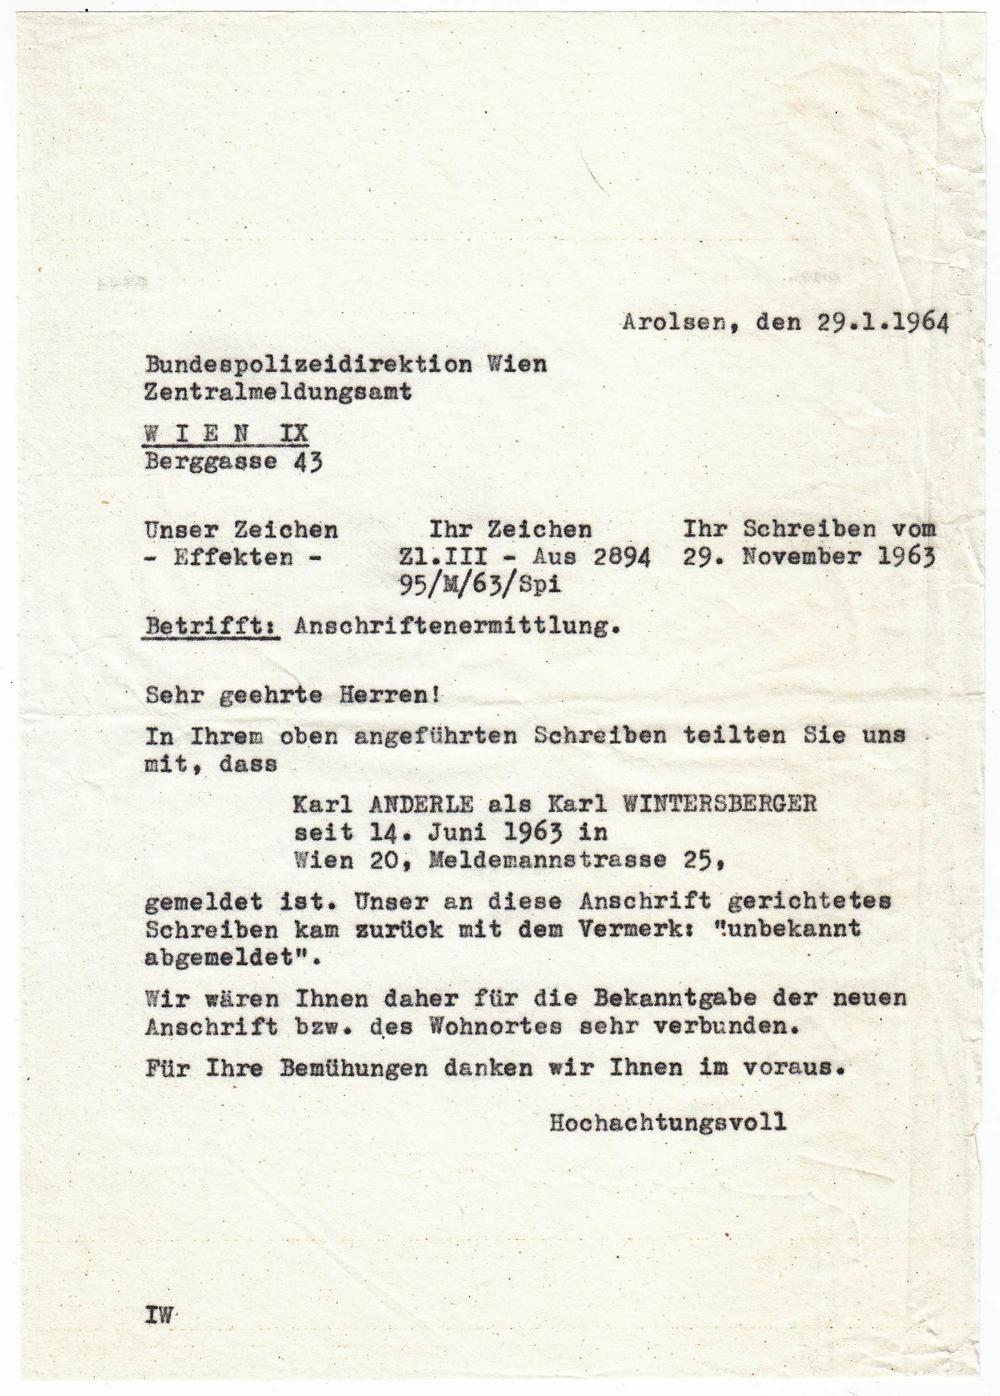 Arolsen, den 29.1.1964
Bundespolizeidirektion Wien
Zentralmeldungsamt
W I E N  IX
Berggasse 43
Unser Zeichen Ihr Zeichen Ihr Schreiben vom
- Effekten - Zl.III - Aus 2894 29. November 1963
95/M/63/Spi
Betrifft: Anschriftenermittlung.
Sehr geehrte Herren!
In Ihrem oben angeführten Schreiben teilten Sie uns
mit, dass
Karl ANDERLE als Karl WINTERSBERGER
seit 14. Juni 1963 in
Wien 20, Meldemannstrasse 25,
gemeldet ist. Unser an diese Anschrift gerichtetes
Schreiben kam zurück mit dem Vermerk: "unbekannt
abgemeldet".
Wir wären Ihnen daher für die Bekanntgabe der neuen
Anschrift bzw. des Wohnortes sehr verbunden.
Für Ihre Bemühungen danken wir Ihnen im voraus.
Hochachtungsvoll
IW